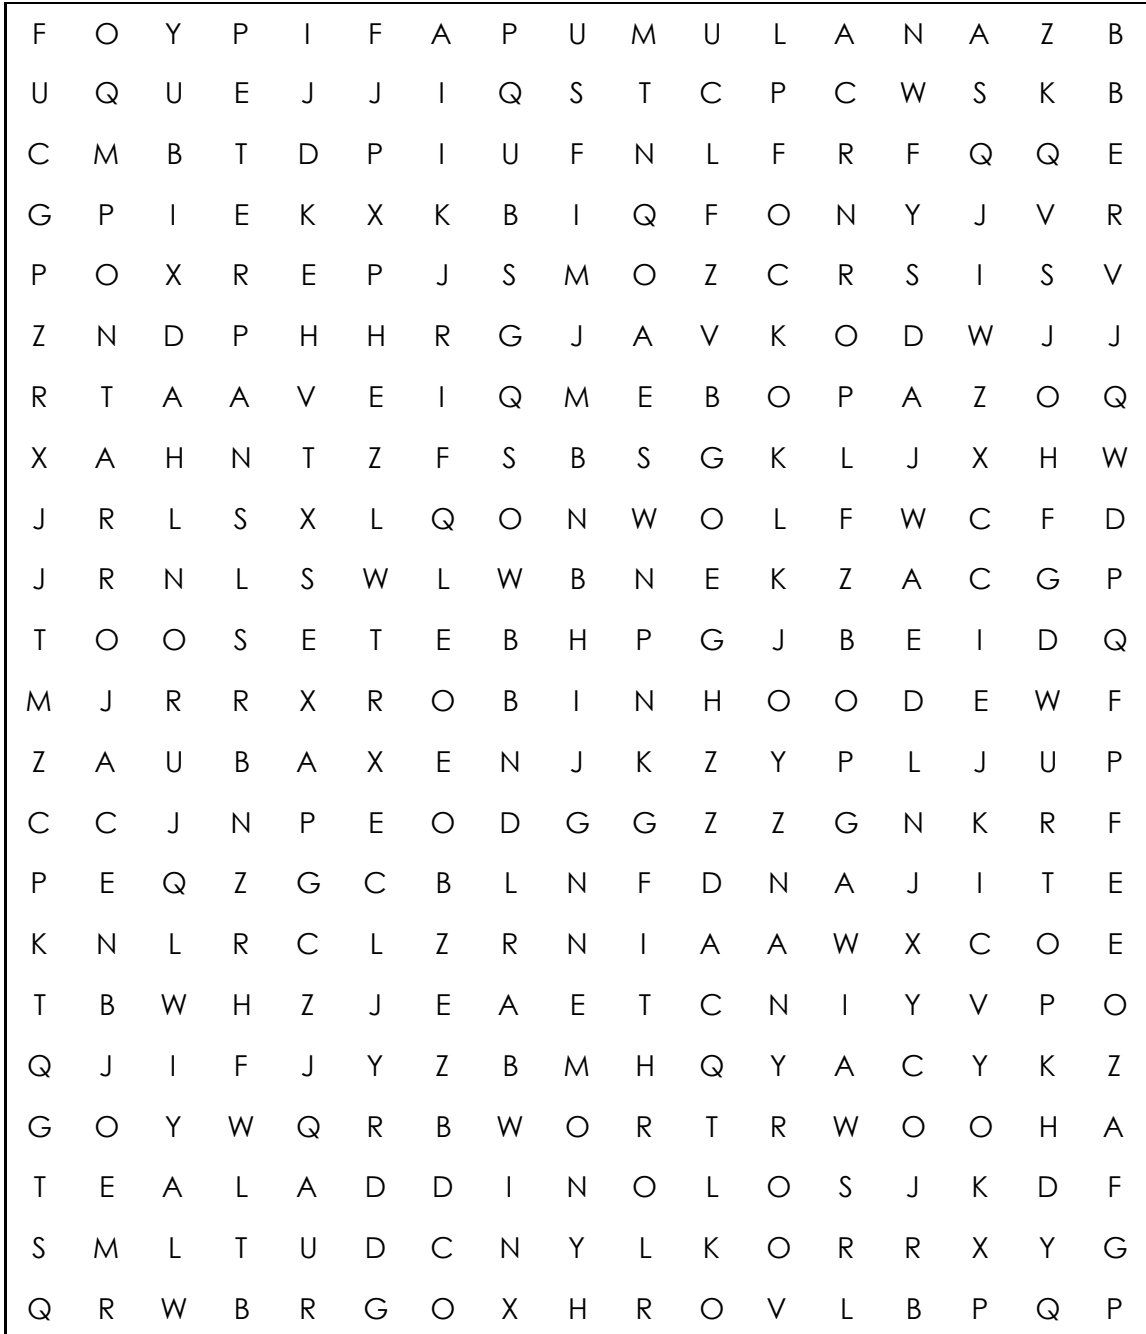 F O Y P I F A P U M U L A N A Z B
U Q U E J J I Q S T C P C W S K B
C M B T D P I U F N L F R F Q Q E
G P I E K X K B I Q F O N Y J V R
P O X R E P J S M O Z C R S I S V
Z N D P H H R G J A V K O D W J J
R T A A V E I Q M E B O P A Z O Q
X A H N T Z F S B S G K L J X H W
J R L S X L Q O N W O L F W C F D
J R N L S W L W B N E K Z A C G P
T O O S E T E B H P G J B E I D Q
M J R R X R O B I N H O O D E W F
Z A U B A X E N J K Z Y P L J U P
C C J N P E O D G G Z Z G N K R F
P E Q Z G C B L N F D N A J I T E
K N L R C L Z R N I A A W X C O E
T B W H Z J E A E T C N I Y V P O
Q J I F J Y Z B M H Q Y A C Y K Z
G O Y W Q R B W O R T R W O O H A
T E A L A D D I N O L O S J K D F
S M L T U D C N Y L K O R R X Y G
Q R W B R G O X H R O V L B P Q P